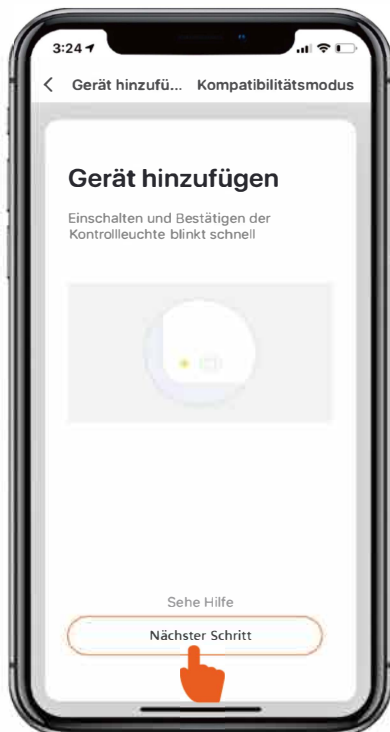 3:24
Gerät hinzufü... Kompatibilitätsmodus
Gerät hinzufügen
Einschalten und Bestätigen der
Kontrollleuchte blinkt schnell
Sehe Hilfe
Nächster Schritt